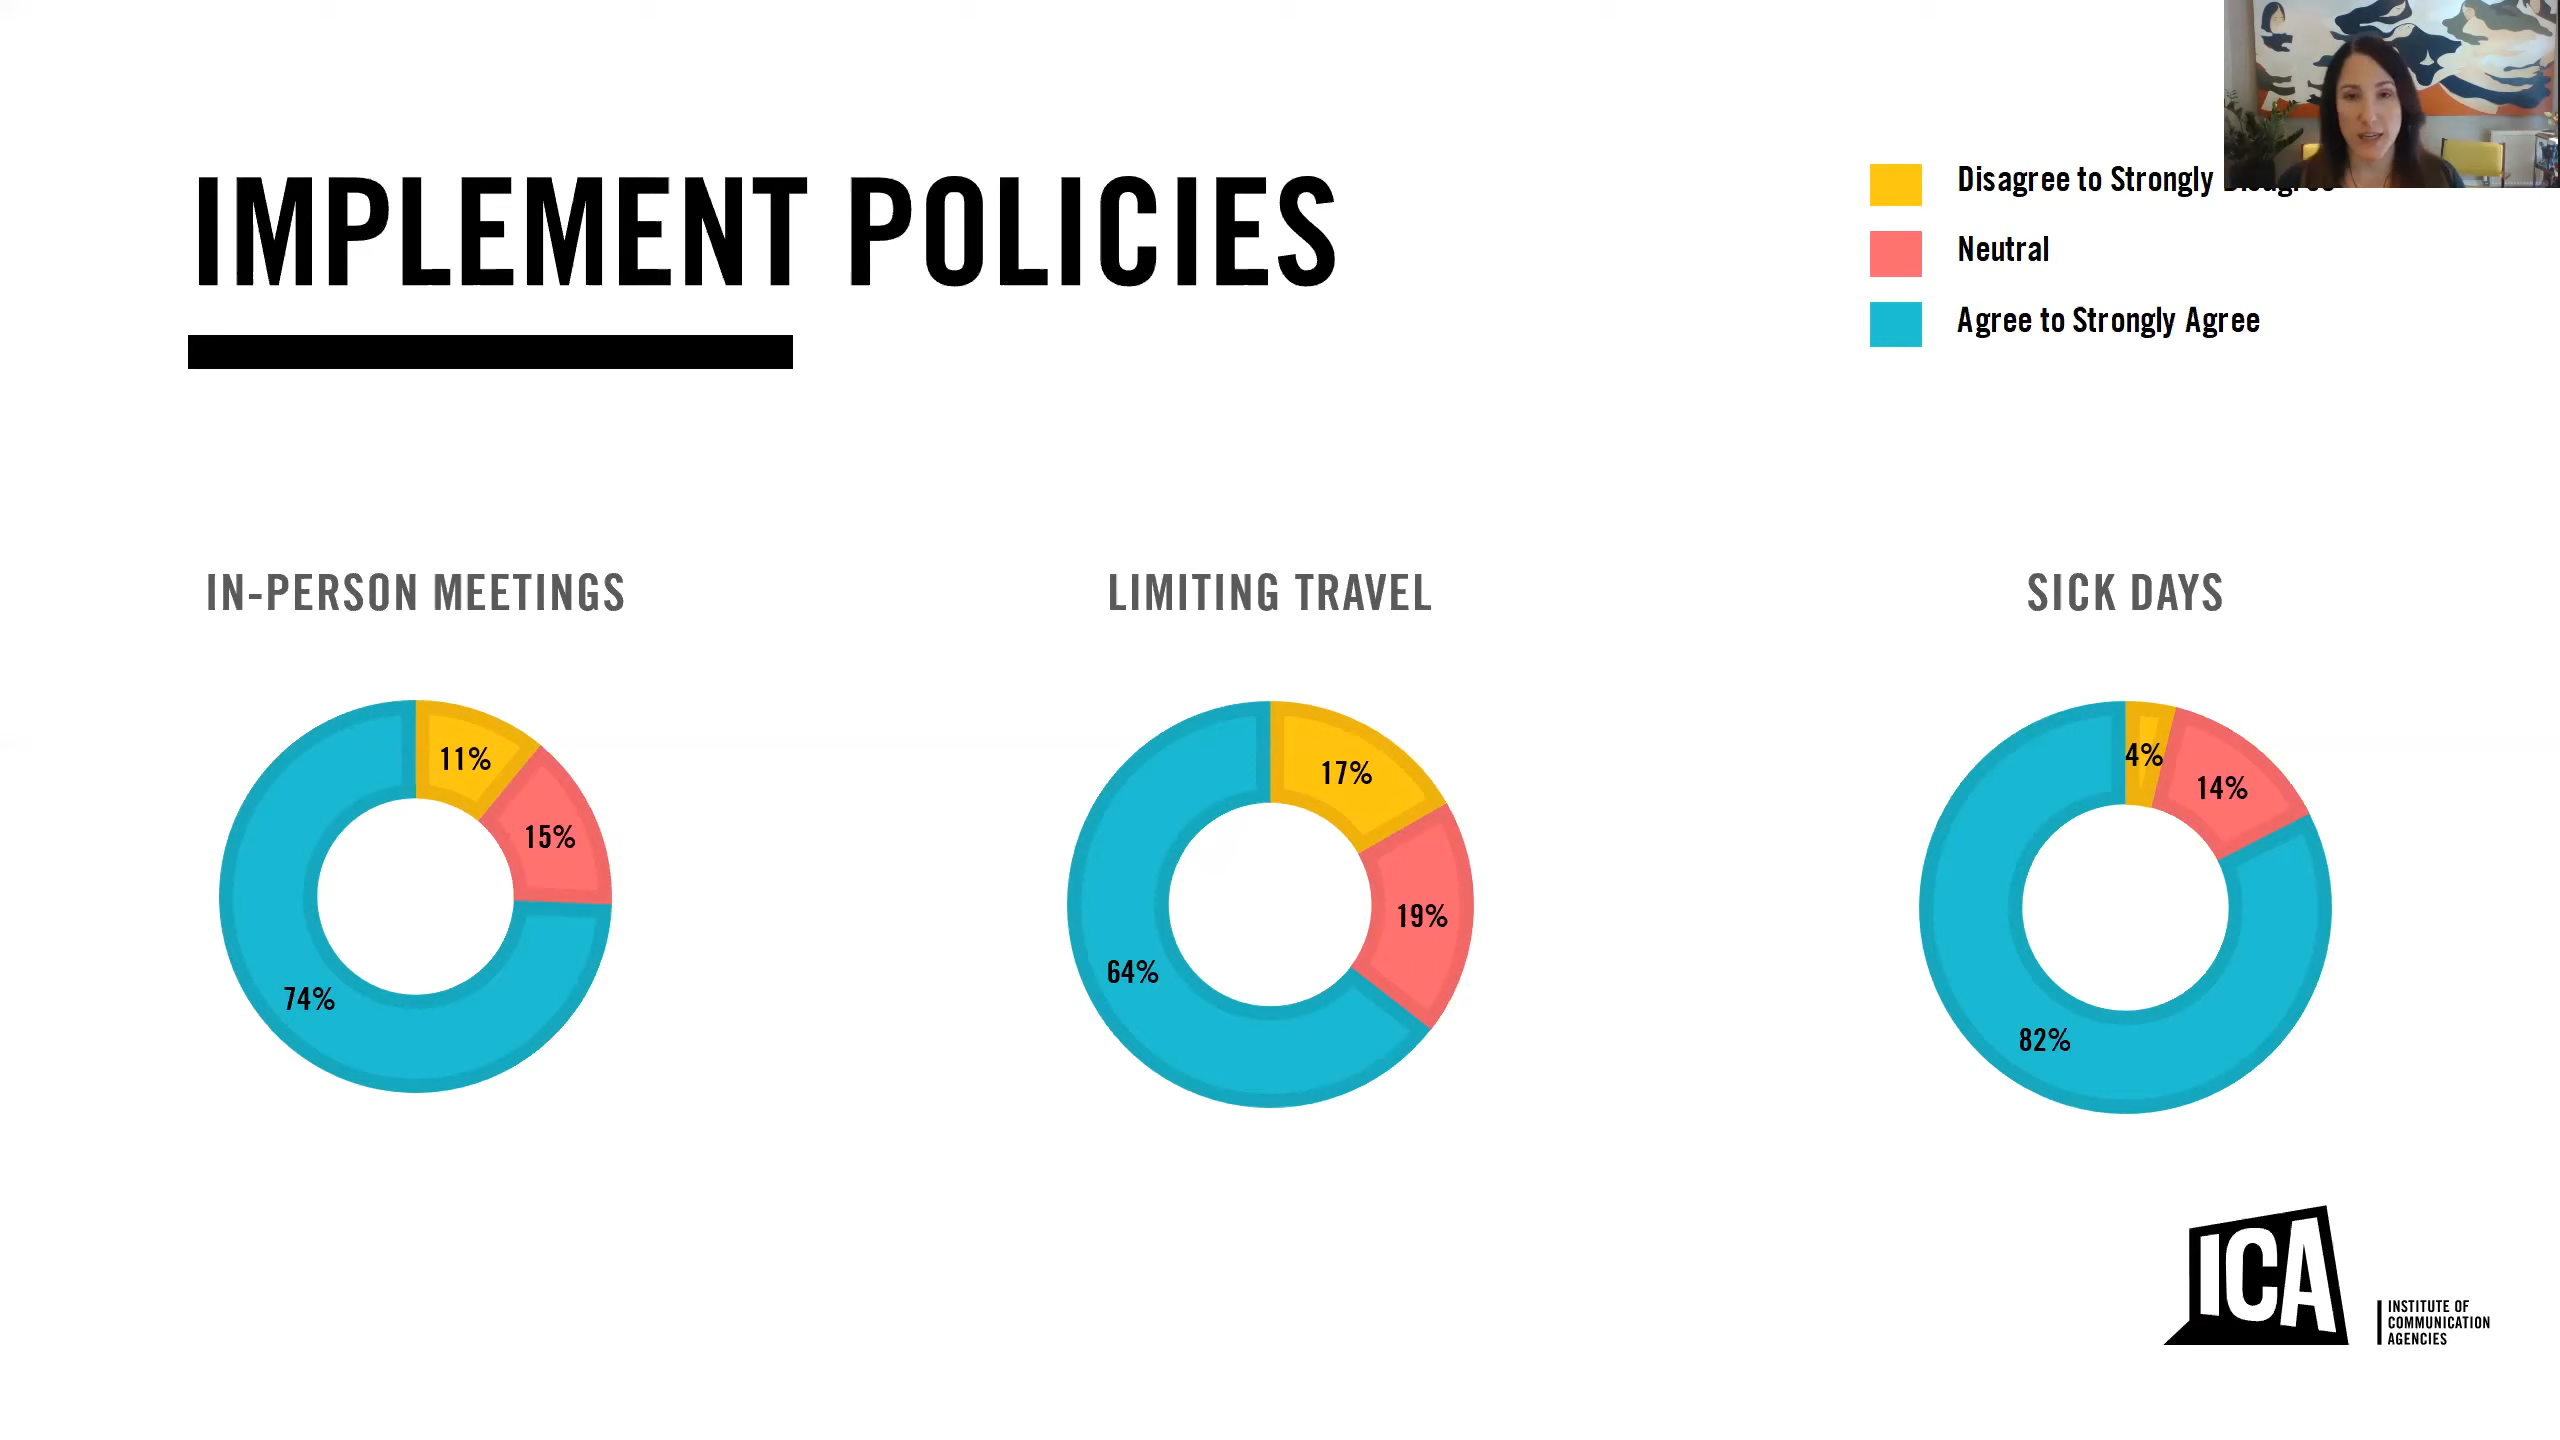 IMPLEMENT POLICIES
Disagree to Strongly
Neutral
Agree to Strongly Agree
IN-PERSON MEETINGS
11%
15%
74%
LIMITING TRAVEL
17%
19%
64%
SICK DAYS
4%
14%
82%
ICA
INSTITUTE OF
COMMUNICATION
AGENCIES